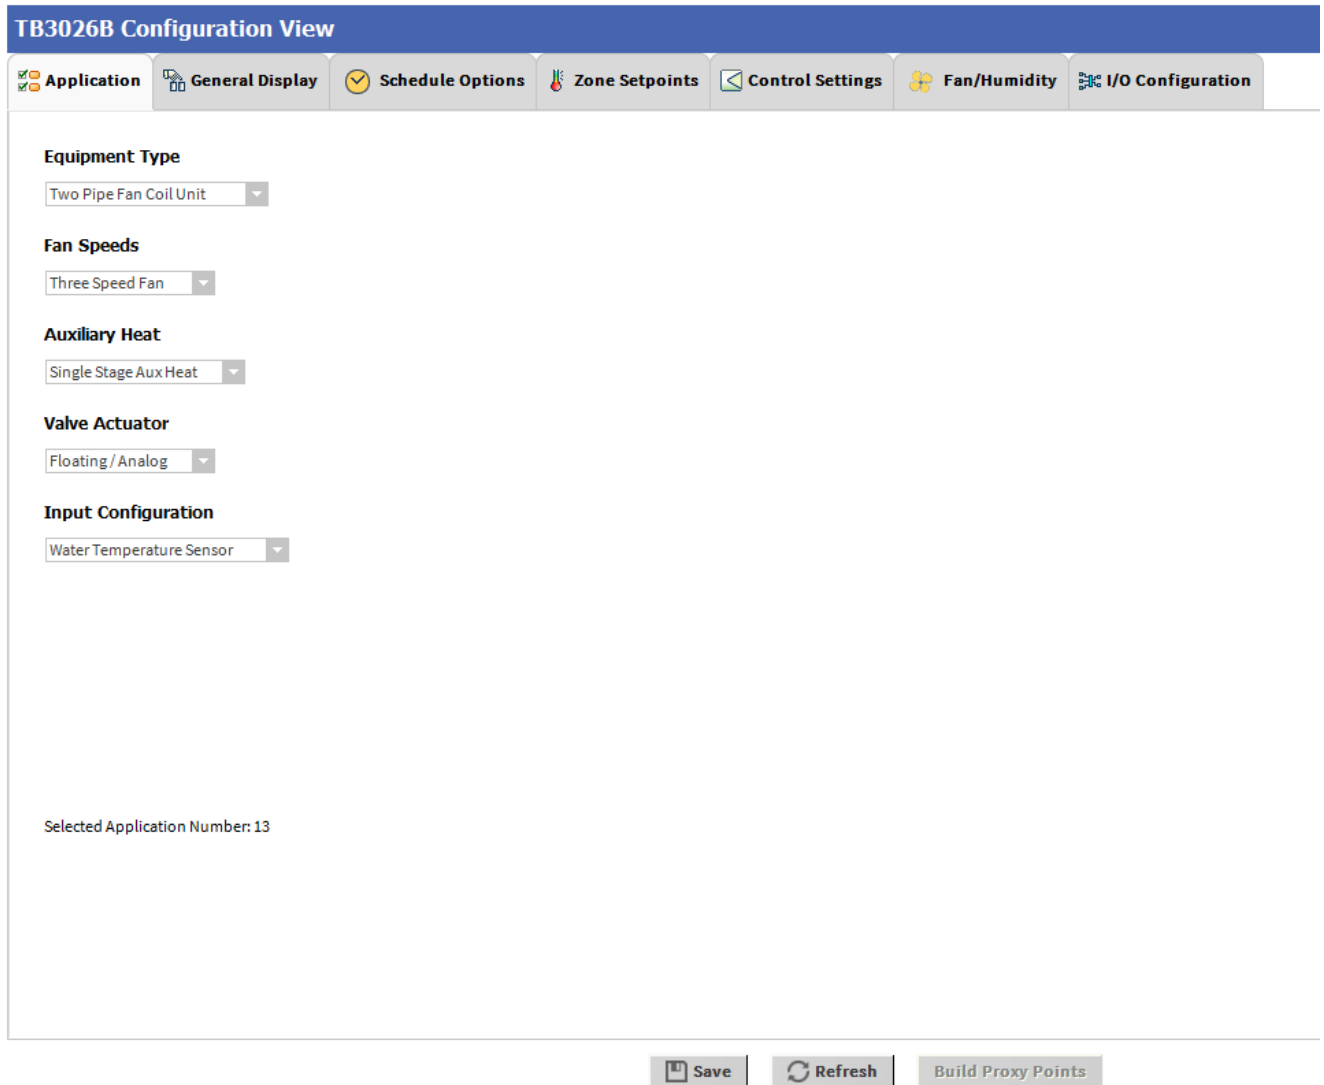 TB3026B Configuration View
Application General Display Schedule Options Zone Setpoints Control Settings Fan/Humidity I/O Configuration
Equipment Type
Two Pipe Fan Coil Unit
Fan Speeds
Three Speed Fan
Auxiliary Heat
Single Stage Aux Heat
Valve Actuator
Floating / Analog
Input Configuration
Water Temperature Sensor
Selected Application Number: 13
Save Refresh Build Proxy Points